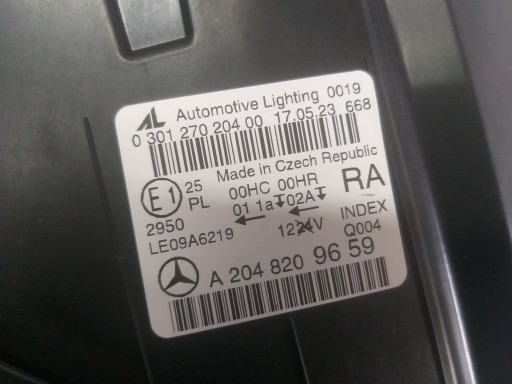 AL Automotive Lighting 0019
0 301 270 204 00 17.05.23 668
Made in Czech Republic
E1 25 00HC 00HR RA
PL 01 1a 02A
2950 12V INDEX
LE09A6219 Q004
A 204 820 96 59